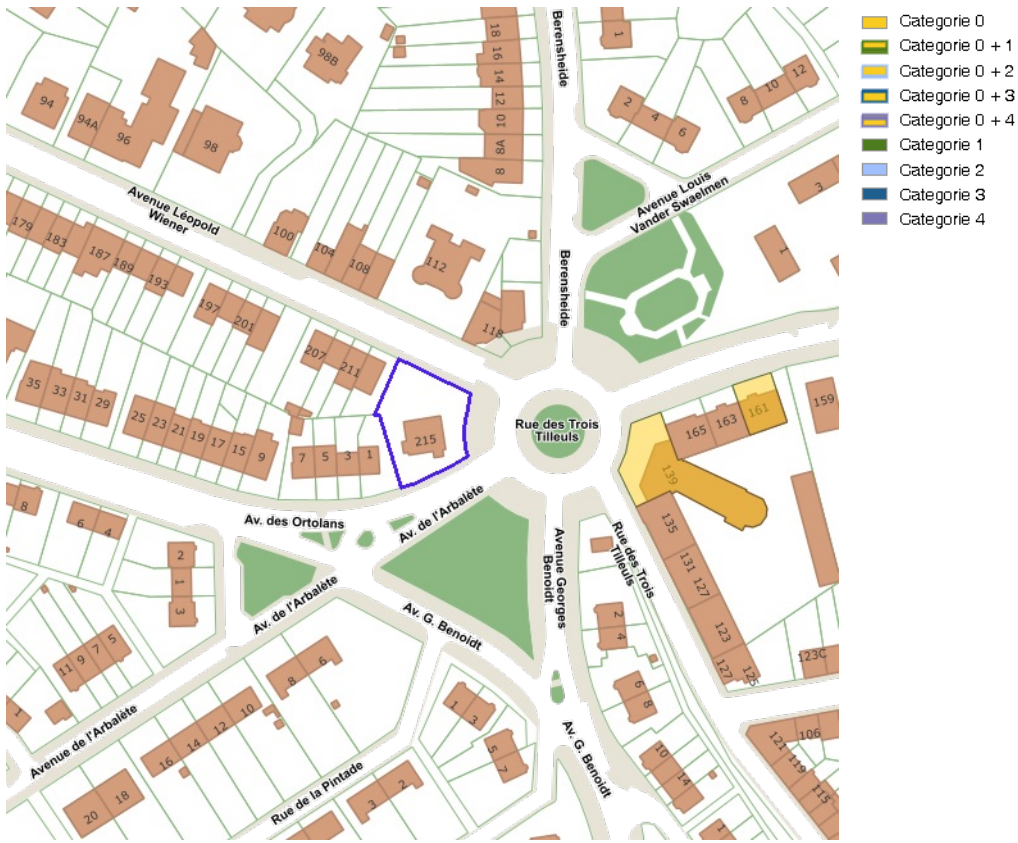 Categorie 0
Categorie 0 + 1
Categorie 0 + 2
Categorie 0 + 3
Categorie 0 + 4
Categorie 1
Categorie 2
Categorie 3
Categorie 4
Berensheide
18
16
14
12
10
8A
8
1
98B
94
94A
96
98
2
4
6
8
10
12
Avenue Louis
Vander Swaelmen
3
1
Avenue Léopold
Wiener
100
104
108
112
118
Berensheide
179
183
187
189
193
197
201
207
211
215
35
33
31
29
25
23
21
19
17
15
9
7
5
3
1
Rue des Trois
Tilleuls
165
163
161
159
139
135
131
127
123
127
125
123C
Av. des Ortolans
Av. de l'Arbalète
Avenue Georges
Benoidt
Rue des Trois
Tilleuls
8
6
4
2
1
3
Av. de l'Arbalète
Av. G. Benoidt
2
4
6
8
10
14
1
11
9
7
5
1
8
6
16
14
12
10
20
18
1
3
5
7
3
2
Avenue de l'Arbalète
Rue de la Pintade
Av. G. Benoidt
106
121
119
115